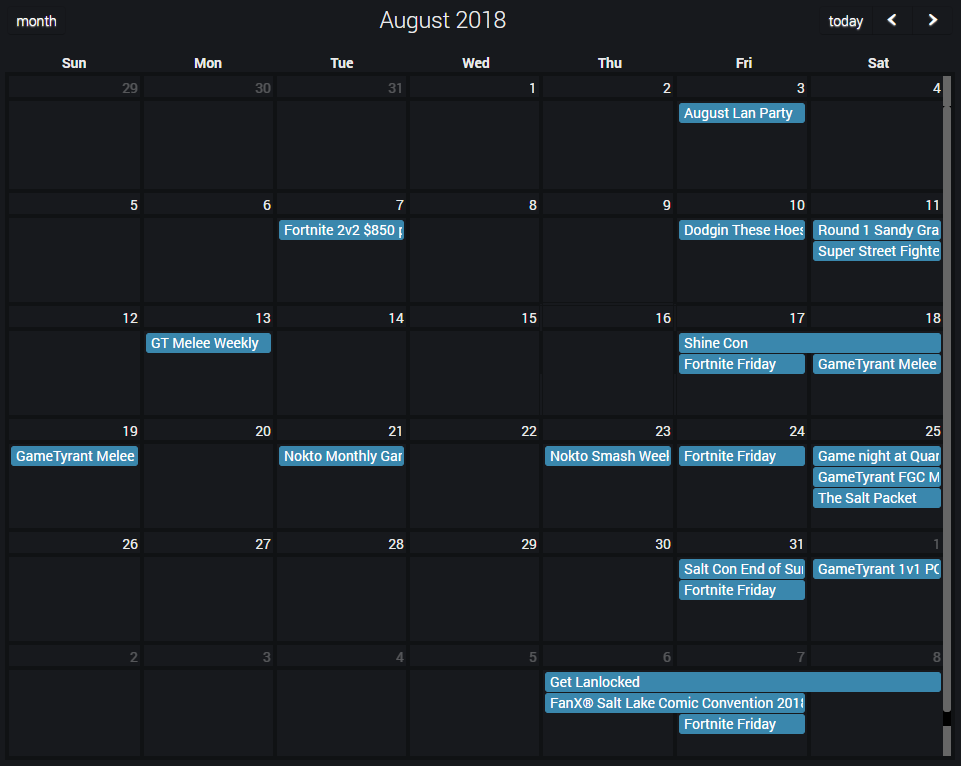 month
August 2018
today
Sun Mon Tue Wed Thu Fri Sat
29 30 31 1 2 3 4
August Lan Party
5 6 7 8 9 10 11
Fortnite 2v2 $850 Dodgin These Hoes Round 1 Sandy Gra
Super Street Fighte
12 13 14 15 16 17 18
GT Melee Weekly Shine Con
Fortnite Friday GameTyrant Melee
19 20 21 22 23 24 25
GameTyrant Melee Nokto Monthly Gar Nokto Smash Weel Fortnite Friday Game night at Quar
GameTyrant FGC M
The Salt Packet
26 27 28 29 30 31 1
Salt Con End of Su GameTyrant 1v1 PC
Fortnite Friday
2 3 4 5 6 7 8
Get Lanlocked
FanX® Salt Lake Comic Convention 2018
Fortnite Friday